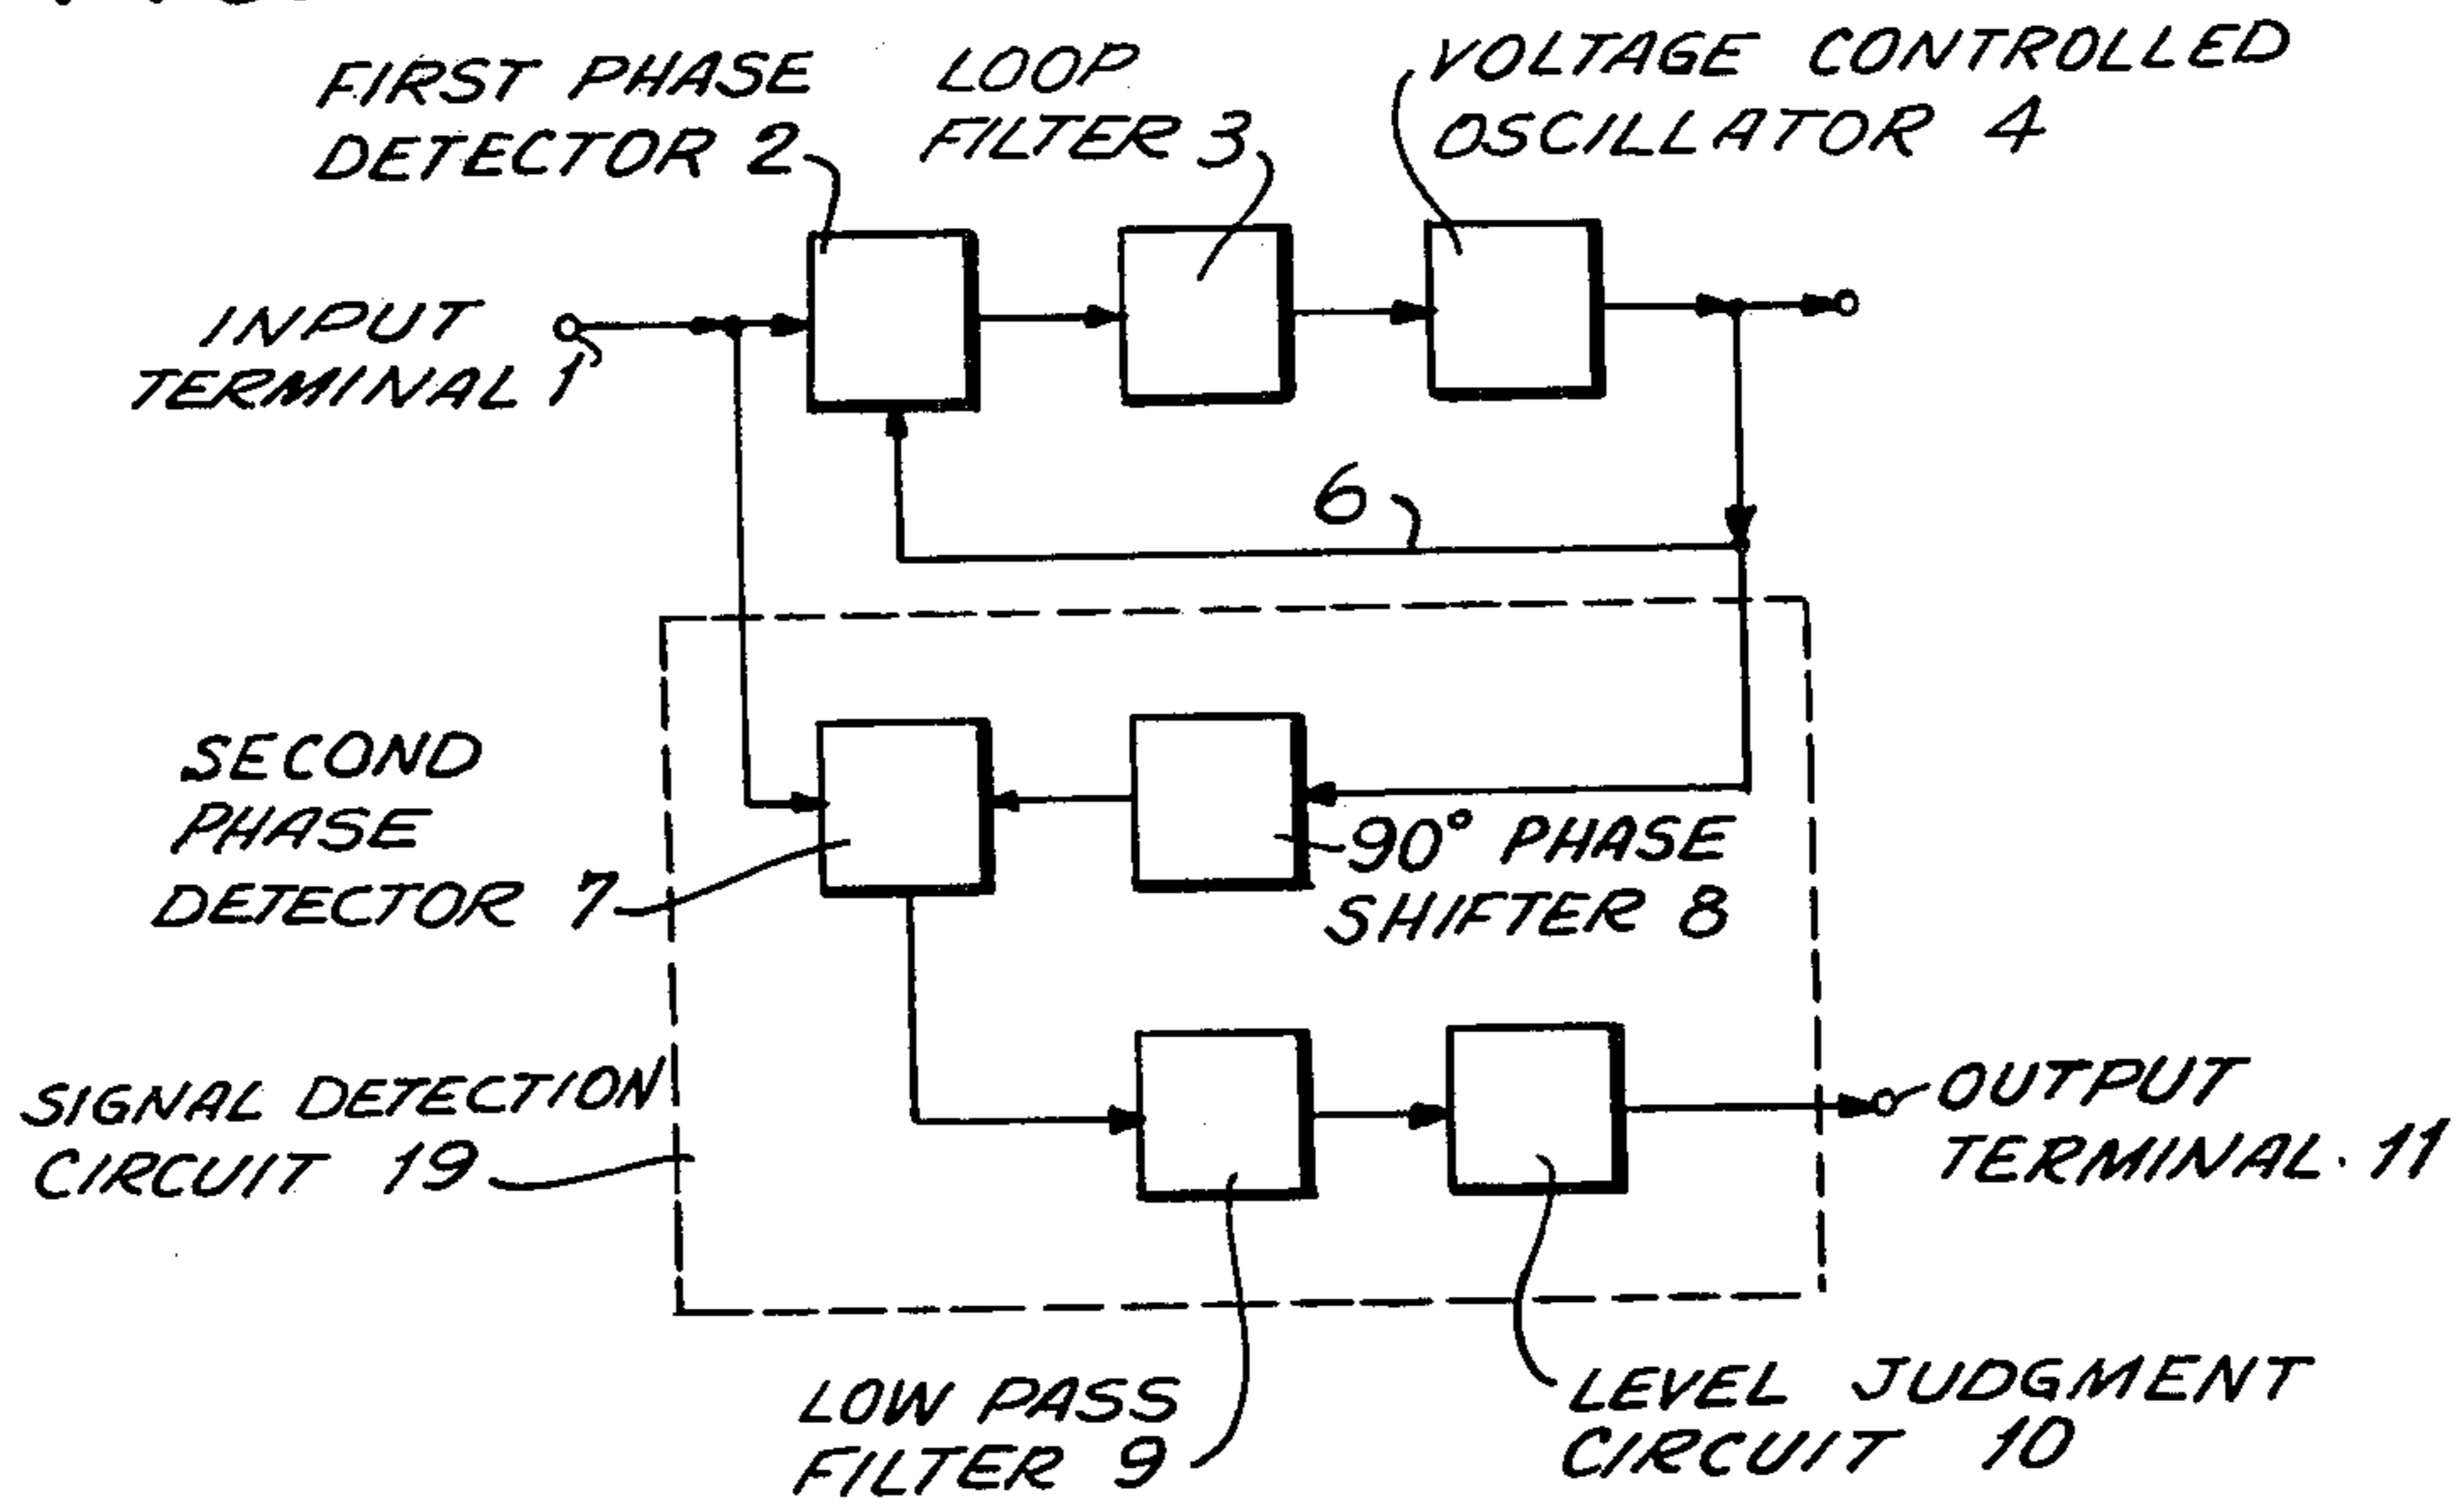 FIRST PHASE
DETECTOR 2
LOOP
FILTER 3
VOLTAGE CONTROLLED
OSCILLATOR 4
INPUT
TERMINAL 1
6
SECOND
PHASE
DETECTOR 7
90° PHASE
SHIFTER 8
SIGNAL DETECTION
CIRCUIT 19
OUTPUT
TERMINAL. 11
LOW PASS
FILTER 9
LEVEL JUDGMENT
CIRCUIT 10